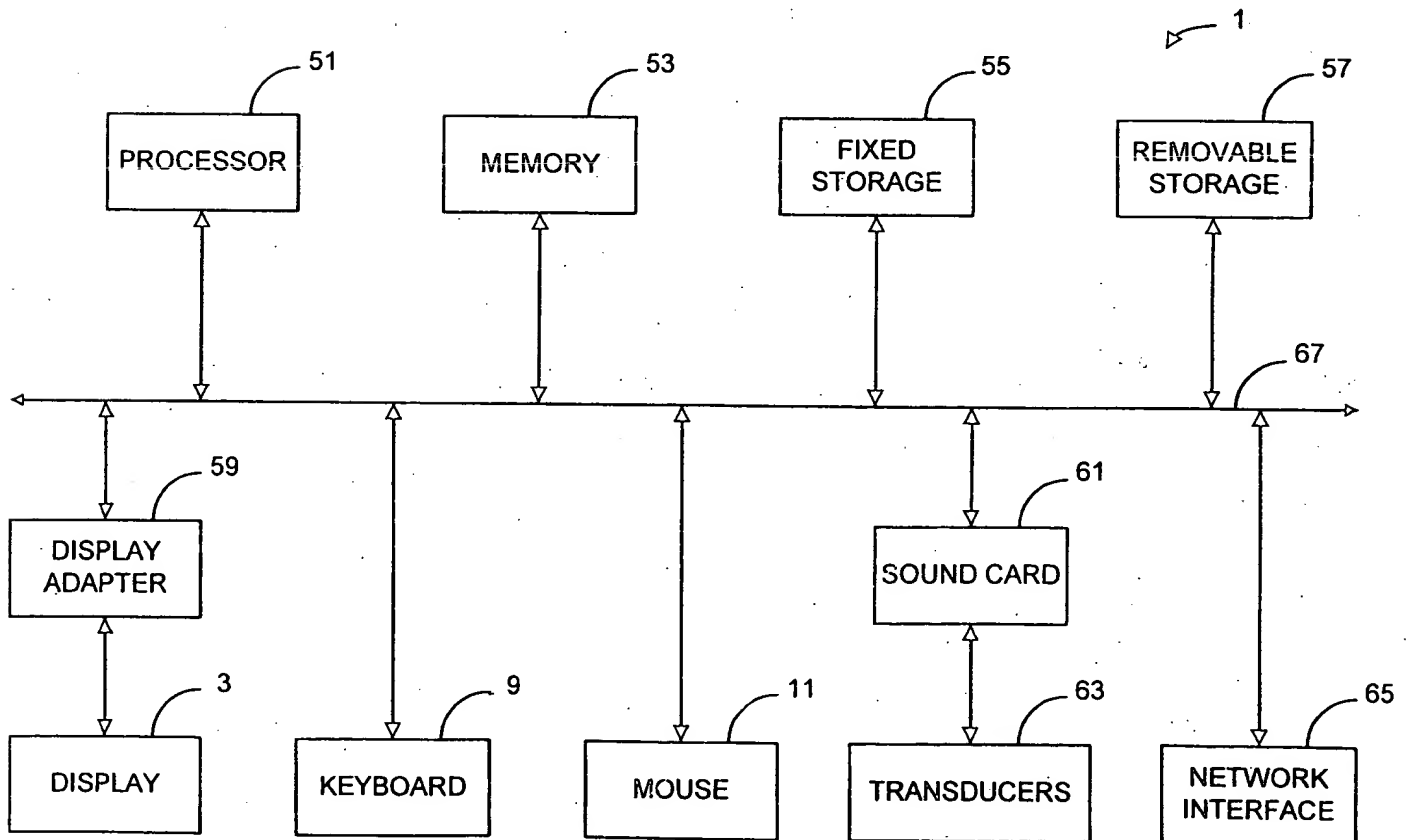 1
51
53
55
57
PROCESSOR
MEMORY
FIXED
STORAGE
REMOVABLE
STORAGE
67
59
61
DISPLAY
ADAPTER
SOUND CARD
3
9
11
63
65
DISPLAY
KEYBOARD
MOUSE
TRANSDUCERS
NETWORK
INTERFACE